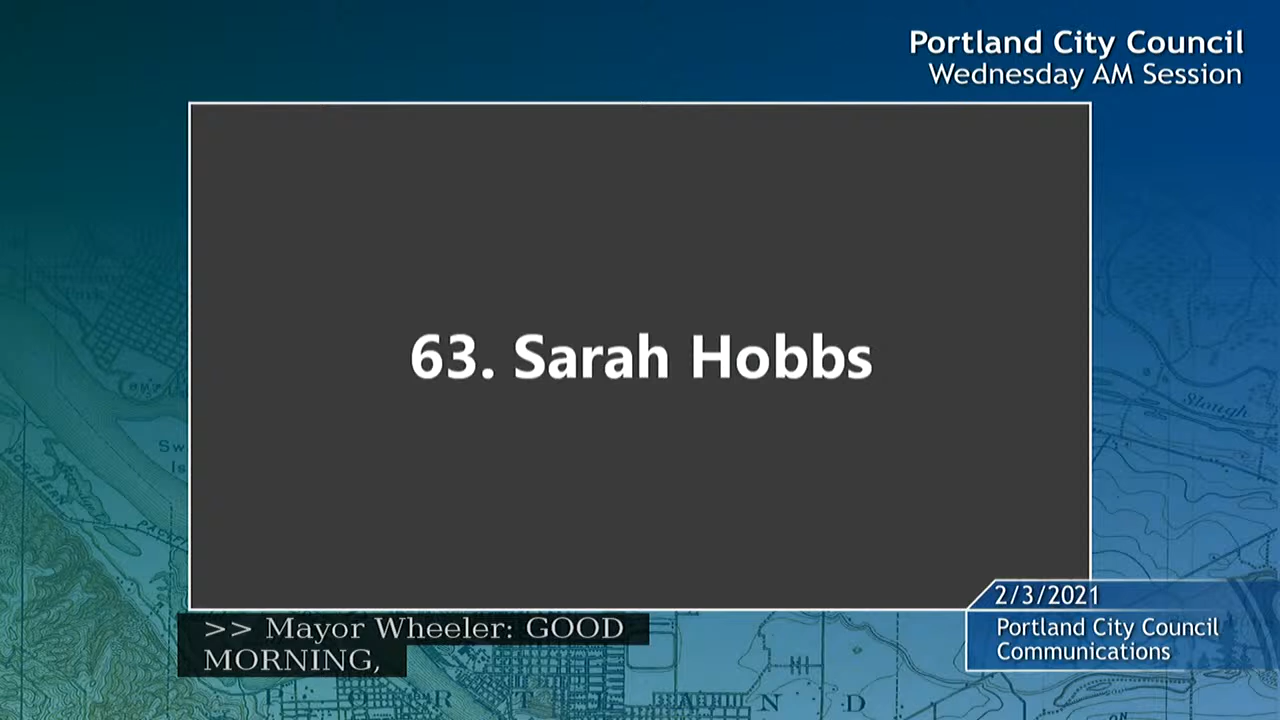 Portland City Council
Wednesday AM Session
63. Sarah Hobbs
Slough
2/3/2021
Portland City Council
Communications
>> Mayor Wheeler: GOOD
MORNING,
P O R T L A N D